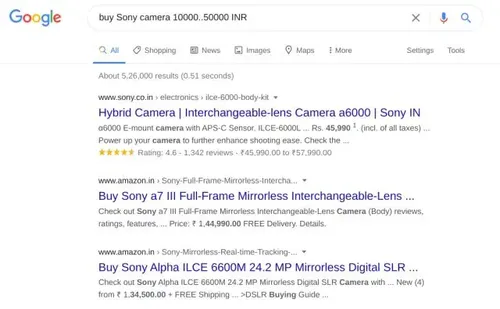 Google
buy Sony camera 10000..50000 INR
All Shopping News Images Maps More Settings Tools
About 5,26,000 results (0.51 seconds)
www.sony.co.in › electronics › ilce-6000-body-kit
Hybrid Camera | Interchangeable-lens Camera a6000 | Sony IN
α6000 E-mount camera with APS-C Sensor, ILCE-6000L ... Rs. 45,990 1. (incl. of all taxes) ...
Power up your camera to further enhance shooting ease. Check the ...
Rating: 4.6 - 1,342 reviews - ₹45,990.00 to ₹57,990.00
www.amazon.in › Sony-Full-Frame-Mirrorless-Intercha...
Buy Sony a7 III Full-Frame Mirrorless Interchangeable-Lens ...
Check out Sony a7 III Full-Frame Mirrorless Interchangeable-Lens Camera (Body) reviews,
ratings, features, ... Price: ₹ 1,44,990.00 FREE Delivery. Details.
www.amazon.in › Sony-Mirrorless-Real-time-Tracking-...
Buy Sony Alpha ILCE 6600M 24.2 MP Mirrorless Digital SLR ...
Check out Sony Alpha ILCE 6600M 24.2 MP Mirrorless Digital SLR Camera with ... New (4)
from ₹ 1,34,500.00 + FREE Shipping ... >DSLR Buying Guide ...